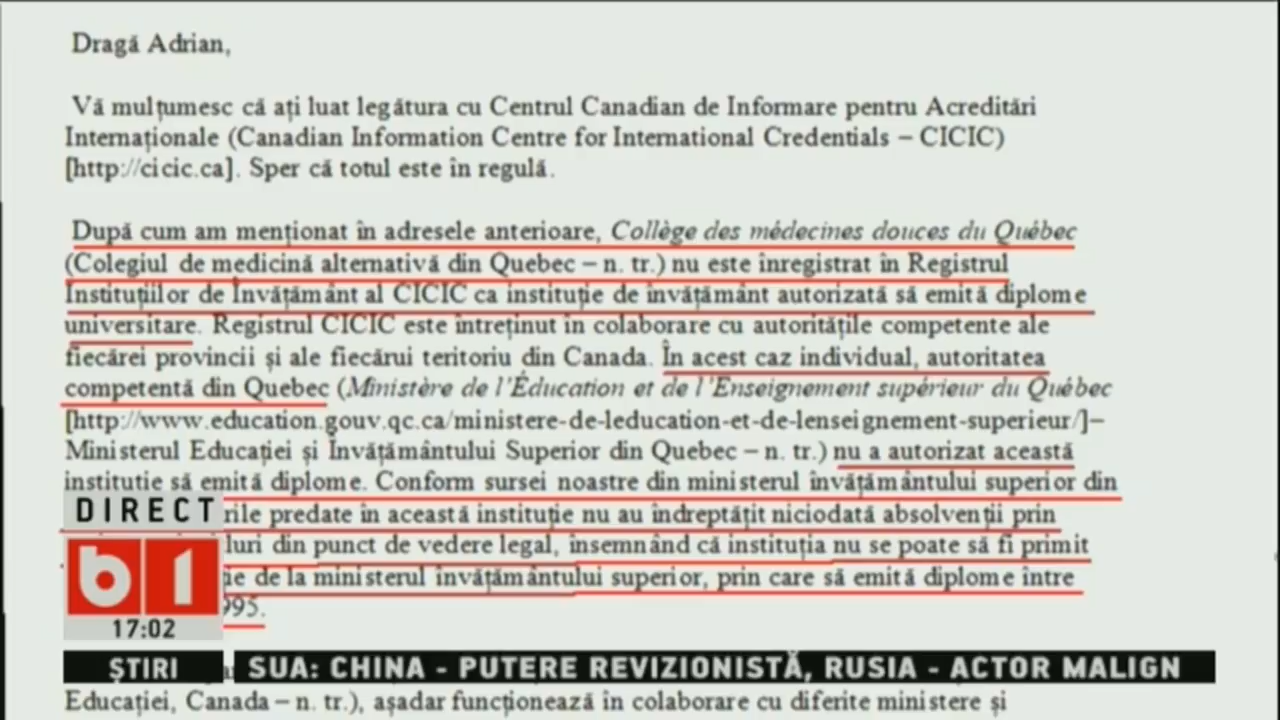 Dragă Adrian,
Vă mulțumesc că ați luat legătura cu Centrul Canadian de Informare pentru Acreditări
Internaționale (Canadian Information Centre for International Credentials – CICIC)
[http://cicic.ca]. Sper că totul este în regulă.
După cum am menționat în adresele anterioare, Collège des médecines douces du Québec
(Colegiul de medicină alternativă din Quebec – n. tr.) nu este înregistrat în Registrul
Instituțiilor de Învățământ al CICIC ca instituție de învățământ autorizată să emită diplome
universitare. Registrul CICIC este întreținut în colaborare cu autoritățile competente ale
fiecărei provincii și ale fiecărui teritoriu din Canada. În acest caz individual, autoritatea
competentă din Quebec (Ministère de l'Éducation et de l'Enseignement supérieur du Québec
[http://www.education.gouv.qc.ca/ministere-de-leducation-et-de-lenseignement-superieur/]–
Ministerul Educației și Învățământului Superior din Quebec – n. tr.) nu a autorizat această
instituție să emită diplome. Conform sursei noastre din ministerul învățământului superior din
rile predate în această instituție nu au îndreptățit niciodată absolvenții prin
luri din punct de vedere legal, însemnând că instituția nu se poate să fi primit
ie de la ministerul învățământului superior, prin care să emită diplome între
995.
DIRECT
b1
17:02
ȘTIRI SUA: CHINA - PUTERE REVIZIONISTĂ, RUSIA - ACTOR MALIGN
Educației, Canada – n. tr.), așadar funcționează în colaborare cu diferite ministere și